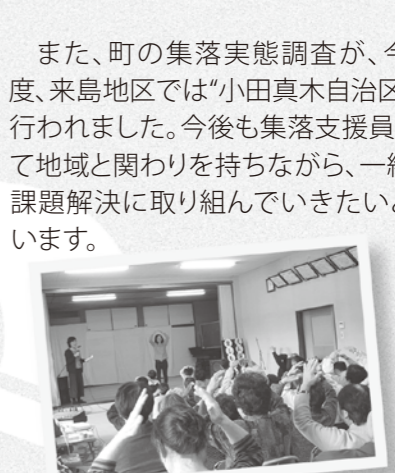 また、町の集落実態調査が、今
度、来島地区では“小田真木自治区
行われました。今後も集落支援員
て地域と関わりを持ちながら、一緒
課題解決に取り組んでいきたいと
います。